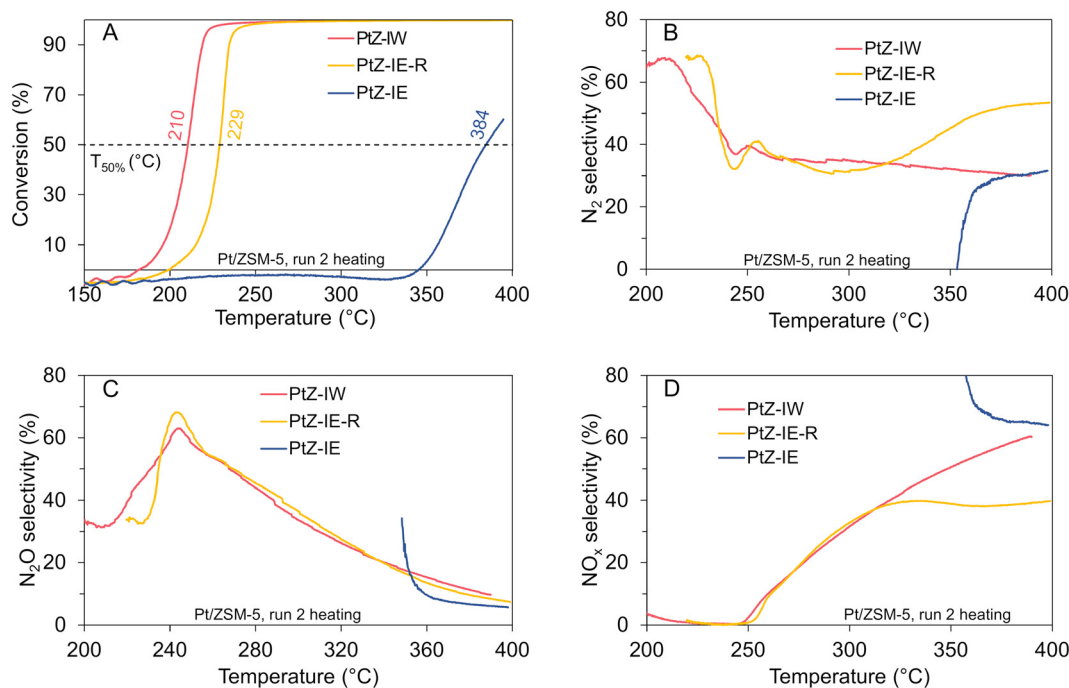 A
PtZ-IW
PtZ-IE-R
PtZ-IE
90
70
50
30
10
Conversion (%)
T50% (°C)
210
229
384
Pt/ZSM-5, run 2 heating
150
200
250
300
350
400
Temperature (°C)
B
PtZ-IW
PtZ-IE-R
PtZ-IE
80
60
40
20
0
N2 selectivity (%)
Pt/ZSM-5, run 2 heating
200
250
300
350
400
Temperature (°C)
C
PtZ-IW
PtZ-IE-R
PtZ-IE
80
60
40
20
0
N2O selectivity (%)
Pt/ZSM-5, run 2 heating
200
240
280
320
360
400
Temperature (°C)
D
PtZ-IW
PtZ-IE-R
PtZ-IE
80
60
40
20
0
NOx selectivity (%)
Pt/ZSM-5, run 2 heating
200
250
300
350
400
Temperature (°C)